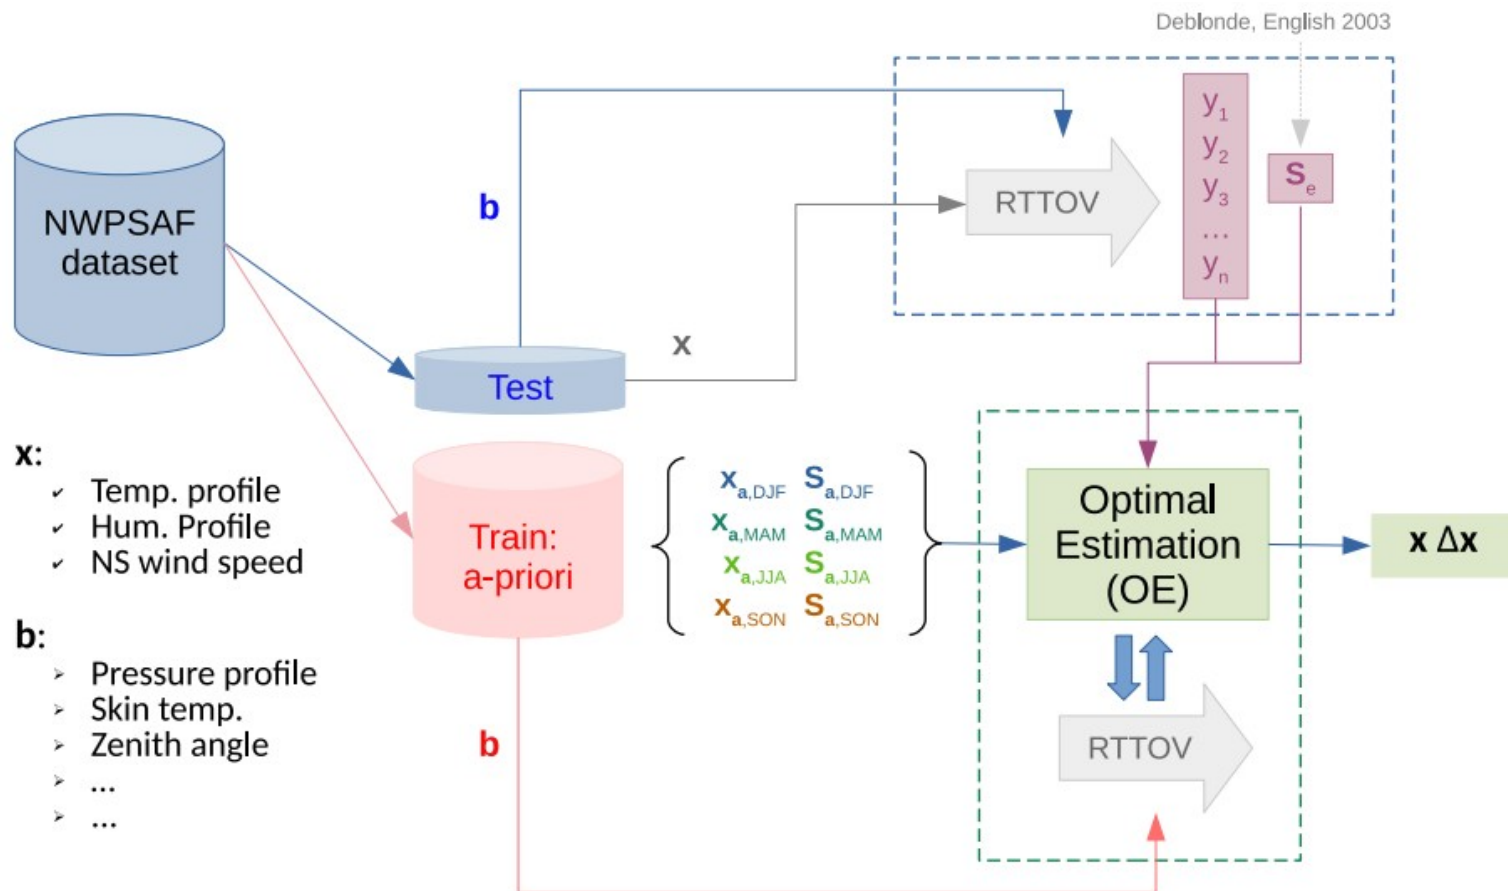 Deblonde, English 2003
NWPSAF
dataset
b
RTTOV
y1
y2
y3
...
yn
Se
x
Test
x:
✔ Temp. profile
✔ Hum. Profile
✔ NS wind speed
Train:
a-priori
xa,DJF Sa,DJF
xa,MAM Sa,MAM
xa,JJA Sa,JJA
xa,SON Sa,SON
Optimal
Estimation
(OE)
x Δx
b:
➢ Pressure profile
➢ Skin temp.
➢ Zenith angle
➢ ...
➢ ...
b
RTTOV